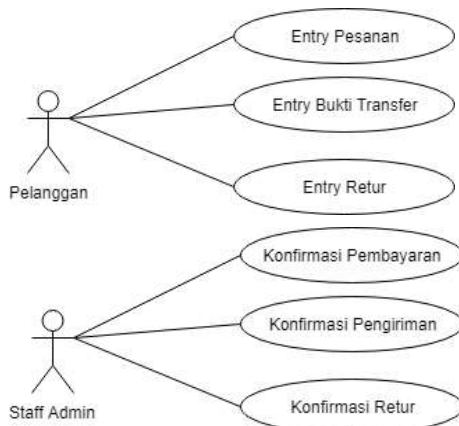 Entry Pesanan
Entry Bukti Transfer
Pelanggan
Entry Retur
Konfirmasi Pembayaran
Konfirmasi Pengiriman
Staff Admin
Konfirmasi Retur